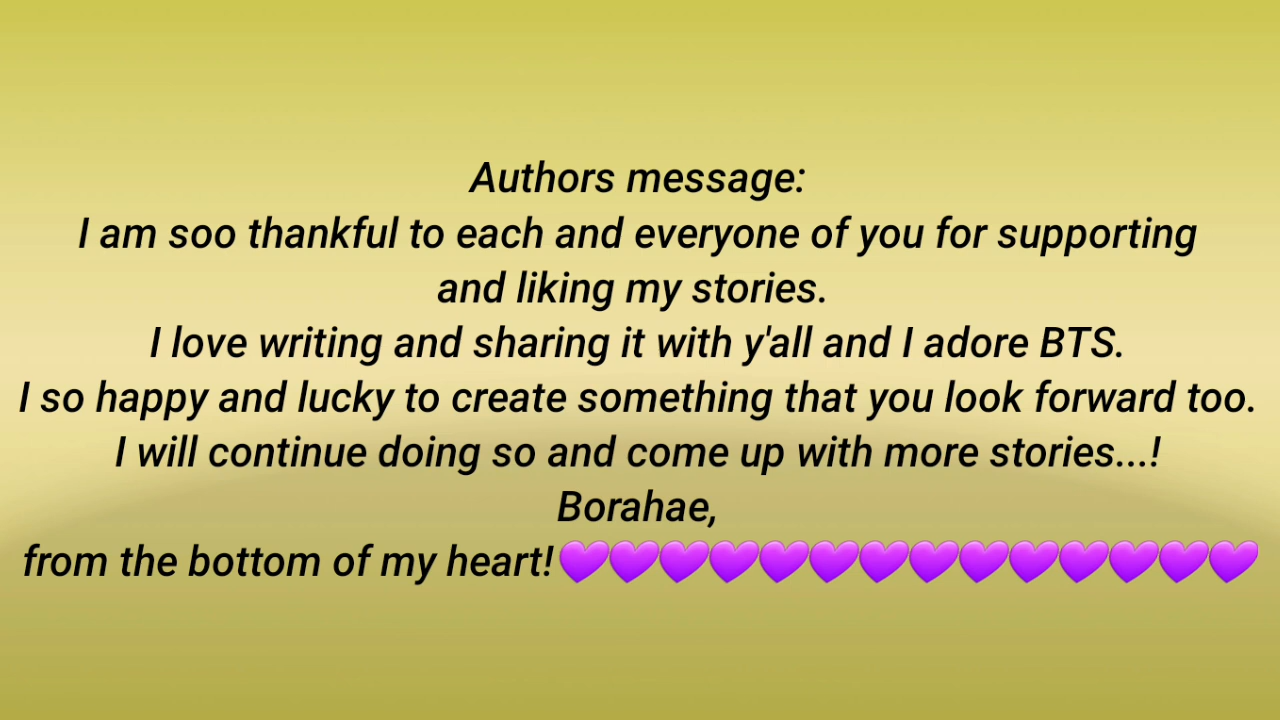 Authors message:
I am soo thankful to each and everyone of you for supporting
and liking my stories.
I love writing and sharing it with y'all and I adore BTS.
I so happy and lucky to create something that you look forward too.
I will continue doing so and come up with more stories...!
Borahae,
from the bottom of my heart!💜💜💜💜💜💜💜💜💜💜💜💜💜💜